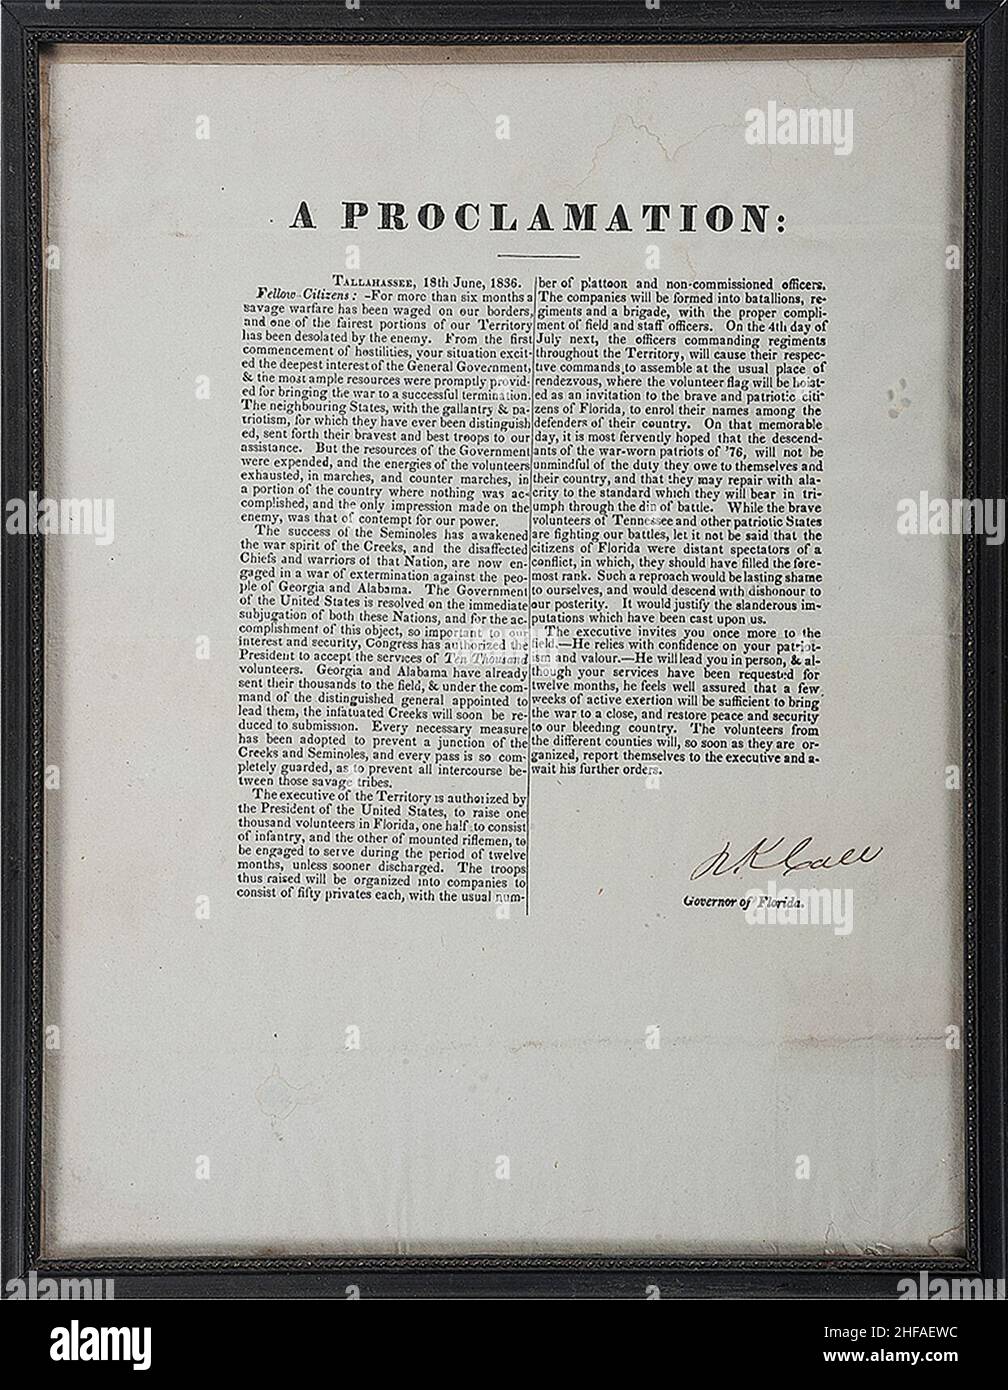 A PROCLAMATION:
TALLAHASSEE, 18th June, 1836.
Fellow-Citizens: -For more than six months a
savage warfare has been waged on our borders,
and one of the fairest portions of our Territory
has been desolated by the enemy. From the first
commencement of hostilities, your situation excit-
ed the deepest interest of the General Government,
& the most ample resources were promptly provid-
ed for bringing the war to a successful termination.
The neighbouring States, with the gallantry & pa-
triotism, for which they have ever been distinguish
ed, sent forth their bravest and best troops to our
assistance. But the resources of the Government
were expended, and the energies of the volunteers
exhausted, in marches, and counter marches, in
a portion of the country where nothing was ac-
complished, and the only impression made on the
enemy, was that of contempt for our power.
The success of the Seminoles has awakened
the war spirit of the Creeks, and the disaffected
Chiefs and warriors of that Nation, are now en-
gaged in a war of extermination against the peo-
ple of Georgia and Alabama. The Government
of the United States is resolved on the immediate
subjugation of both these Nations, and for the ac-
complishment of this object, so important to our
interest and security, Congress has authorized the
President to accept the services of Ten Thousand
volunteers. Georgia and Alabama have already
sent their thousands to the field, & under the com-
mand of the distinguished general appointed to
lead them, the infatuated Creeks will soon be re-
duced to submission. Every necessary measure
has been adopted to prevent a junction of the
Creeks and Seminoles, and every pass is so com-
pletely guarded, as to prevent all intercourse be-
tween those savage tribes.
The executive of the Territory is authorized by
the President of the United States, to raise one
thousand volunteers in Florida, one half to consist
of infantry, and the other of mounted riflemen, to
be engaged to serve during the period of twelve
months, unless sooner discharged. The troops
thus raised will be organized into companies to
consist of fifty privates each, with the usual num-
ber of plattoon and non-commissioned officers.
The companies will be formed into batallions, re-
giments and a brigade, with the proper compli-
ment of field and staff officers. On the 4th day of
July next, the officers commanding regiments
throughout the Territory, will cause their respec-
tive commands to assemble at the usual place of
rendezvous, where the volunteer flag will be hoist-
ed as an invitation to the brave and patriotic citi-
zens of Florida, to enrol their names among the
defenders of their country. On that memorable
day, it is most fervently hoped that the descend-
ants of the war-worn patriots of '76, will not be
unmindful of the duty they owe to themselves and
their country, and that they may repair with ala-
crity to the standard which they will bear in tri-
umph through the din of battle. While the brave
volunteers of Tennessee and other patriotic States
are fighting our battles, let it not be said that the
citizens of Florida were distant spectators of a
conflict, in which, they should have filled the fore-
most rank. Such a reproach would be lasting shame
to ourselves, and would descend with dishonour to
our posterity. It would justify the slanderous im-
putations which have been cast upon us.
The executive invites you once more to the
field.—He relies with confidence on your patriot-
ism and valour.—He will lead you in person, & al-
though your services have been requested for
twelve months, he feels well assured that a few
weeks of active exertion will be sufficient to bring
the war to a close, and restore peace and security
to our bleeding country. The volunteers from
the different counties will, so soon as they are or-
ganized, report themselves to the executive and a-
wait his further orders.
R K Call
Governor of Florida.
alamy
Image ID: 2HFAEWC
www.alamy.com